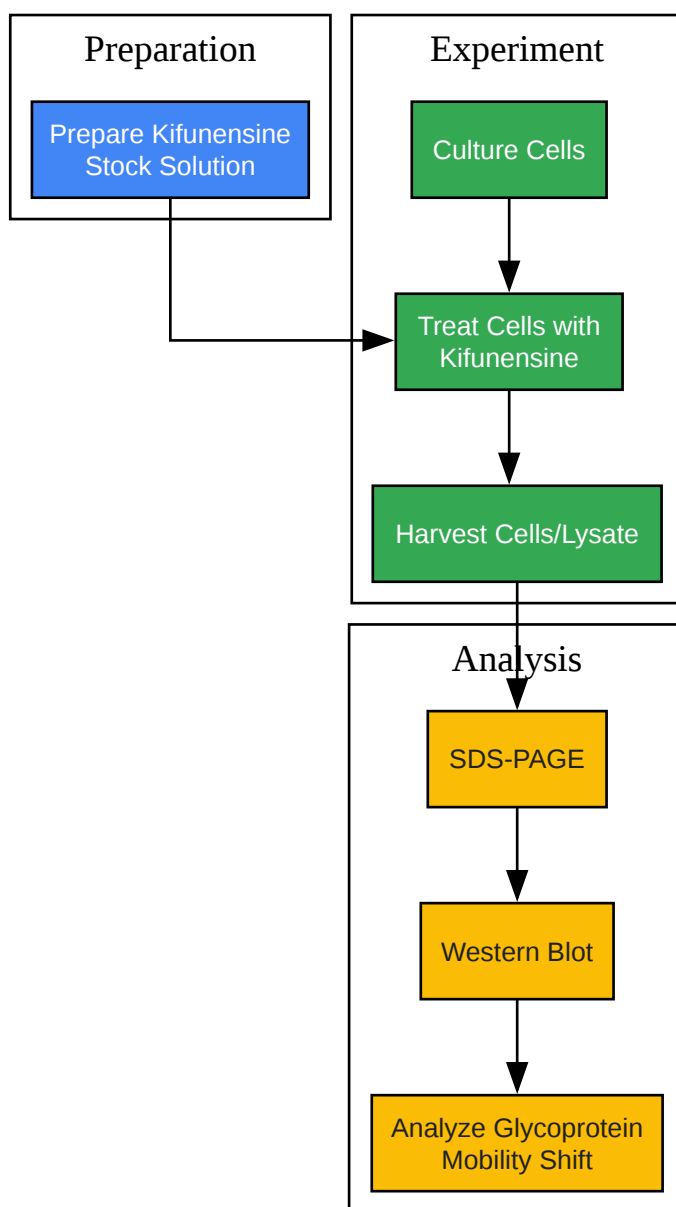 Preparation
Prepare Kifunensine
Stock Solution
Experiment
Culture Cells
Treat Cells with
Kifunensine
Harvest Cells/Lysate
Analysis
SDS-PAGE
Western Blot
Analyze Glycoprotein
Mobility Shift